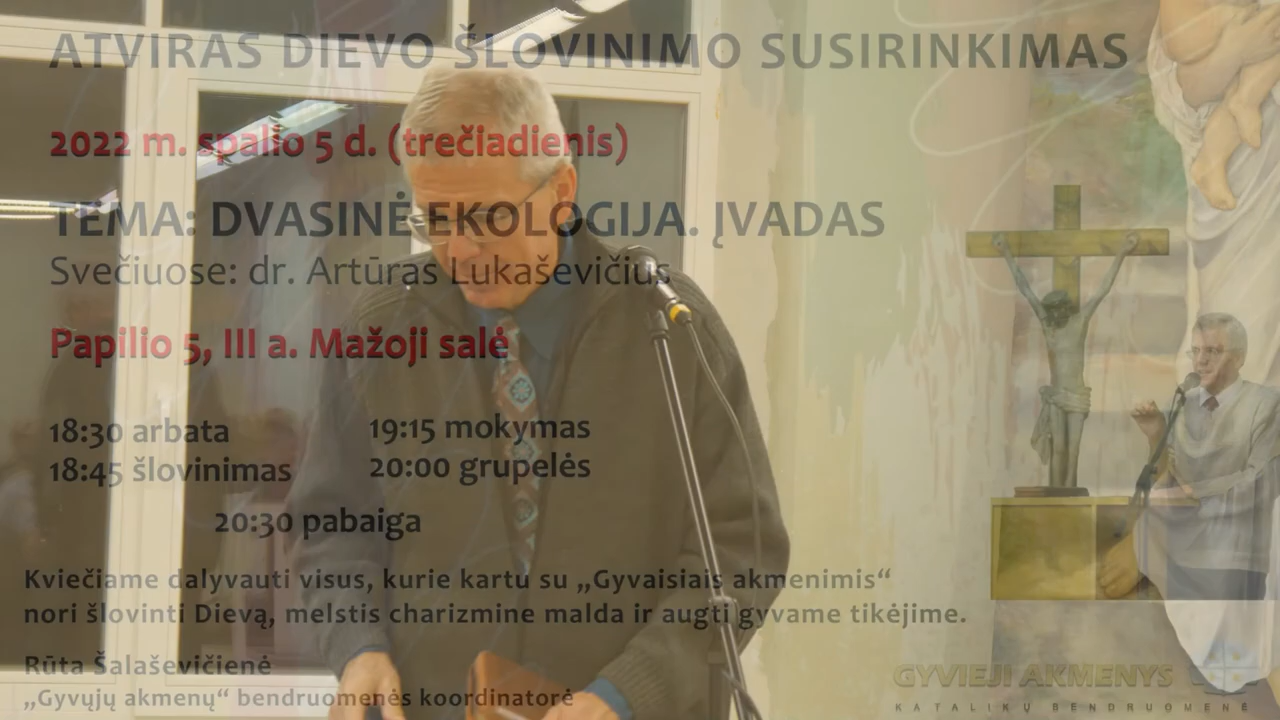 ATVIRAS DIEVO ŠLOVINIMO SUSIRINKIMAS
2022 m. spalio 5 d. (trečiadienis)
TEMA: DVASINĖ EKOLOGIJA. ĮVADAS
Svečiuose: dr. Artūras Lukaševičius
Papilio 5, III a. Mažoji salė
18:30 arbata
18:45 šlovinimas
19:15 mokymas
20:00 grupelės
20:30 pabaiga
Kviečiame dalyvauti visus, kurie kartu su „Gyvaisiais akmenimis“
nori šlovinti Dievą, melstis charizmine malda ir augti gyvame tikėjime.
Rūta Šalaševičienė
„Gyvųjų akmenų“ bendruomenės koordinatorė
GYVIEJI AKMENYS
KATALIKŲ BENDRUOMENĖ